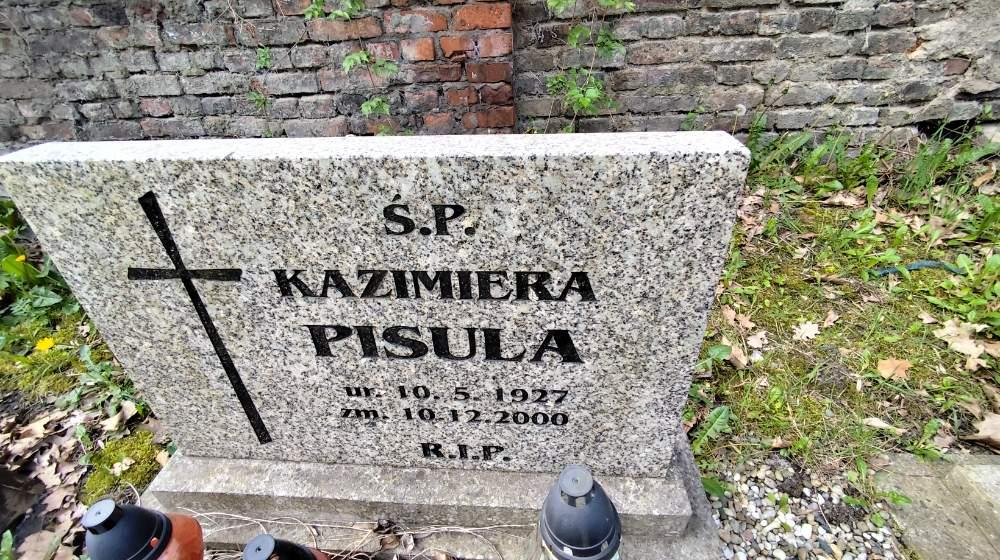 Ś.P.
KAZIMIERA
PISULA
ur. 10. 5. 1927
zm. 10.12.2000
R.I.P.